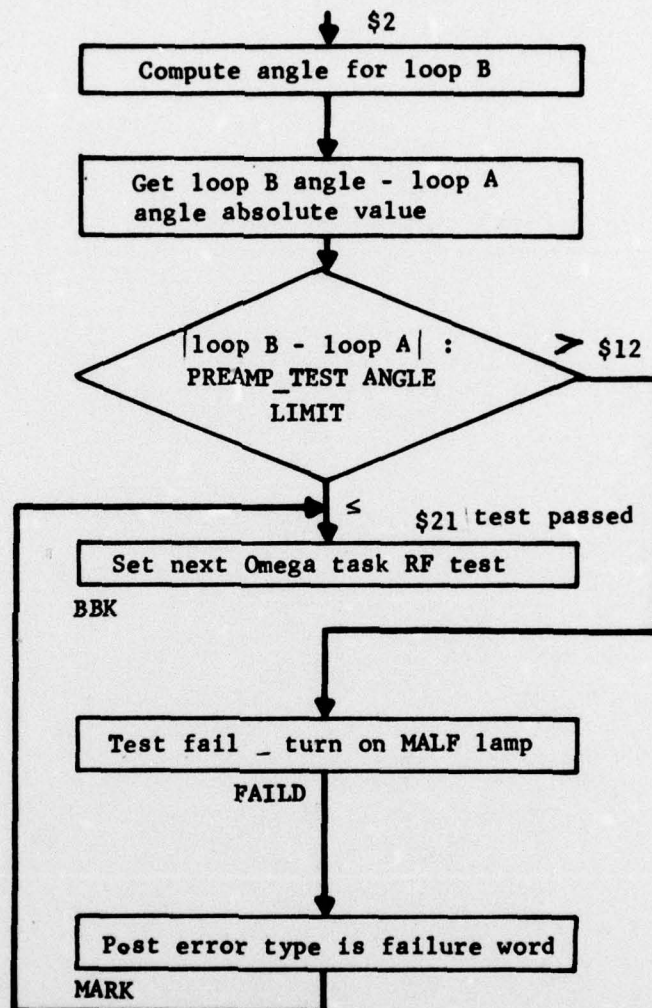 $2
Compute angle for loop B
Get loop B angle - loop A
angle absolute value
|loop B - loop A| :
PREAMP_TEST ANGLE
LIMIT
> $12
≤
$21 test passed
Set next Omega task RF test
BBK
Test fail _ turn on MALF lamp
FAILD
Post error type is failure word
MARK